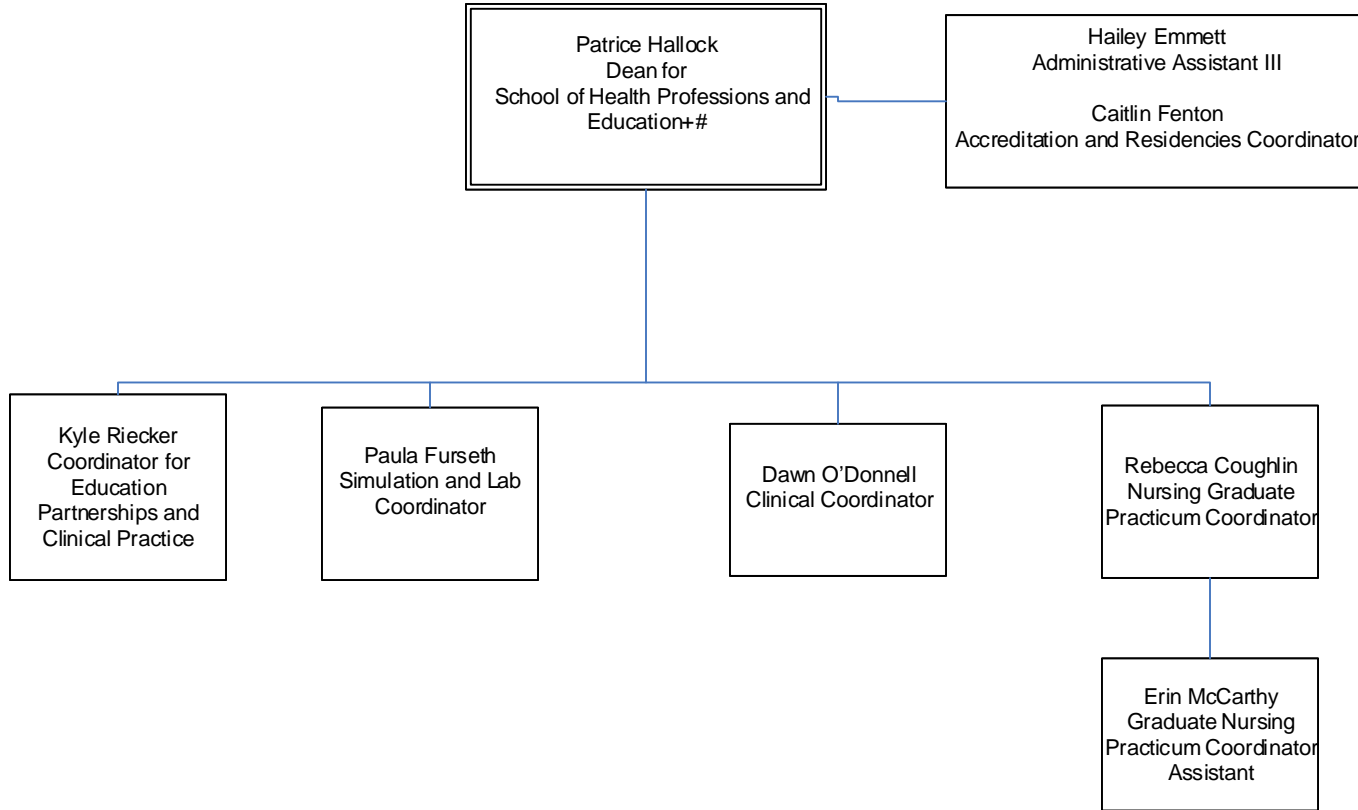 Patrice Hallock
Dean for
School of Health Professions and
Education+#
Hailey Emmett
Administrative Assistant III
Caitlin Fenton
Accreditation and Residencies Coordinator
Kyle Riecker
Coordinator for
Education
Partnerships and
Clinical Practice
Paula Furseth
Simulation and Lab
Coordinator
Dawn O’Donnell
Clinical Coordinator
Rebecca Coughlin
Nursing Graduate
Practicum Coordinator
Erin McCarthy
Graduate Nursing
Practicum Coordinator
Assistant